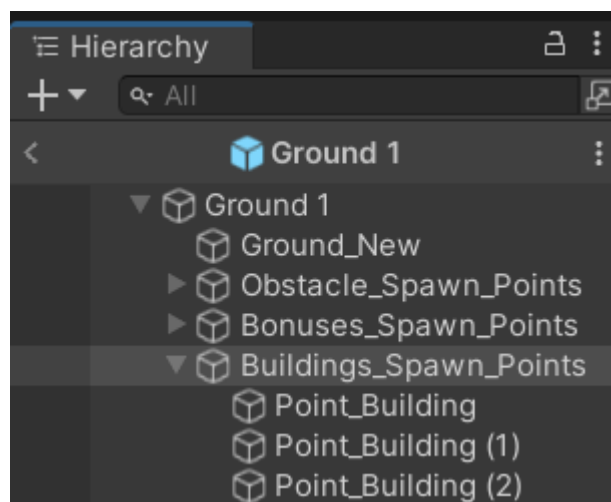 Hierarchy
All
Ground 1
Ground 1
Ground_New
Obstacle_Spawn_Points
Bonuses_Spawn_Points
Buildings_Spawn_Points
Point_Building
Point_Building (1)
Point_Building (2)